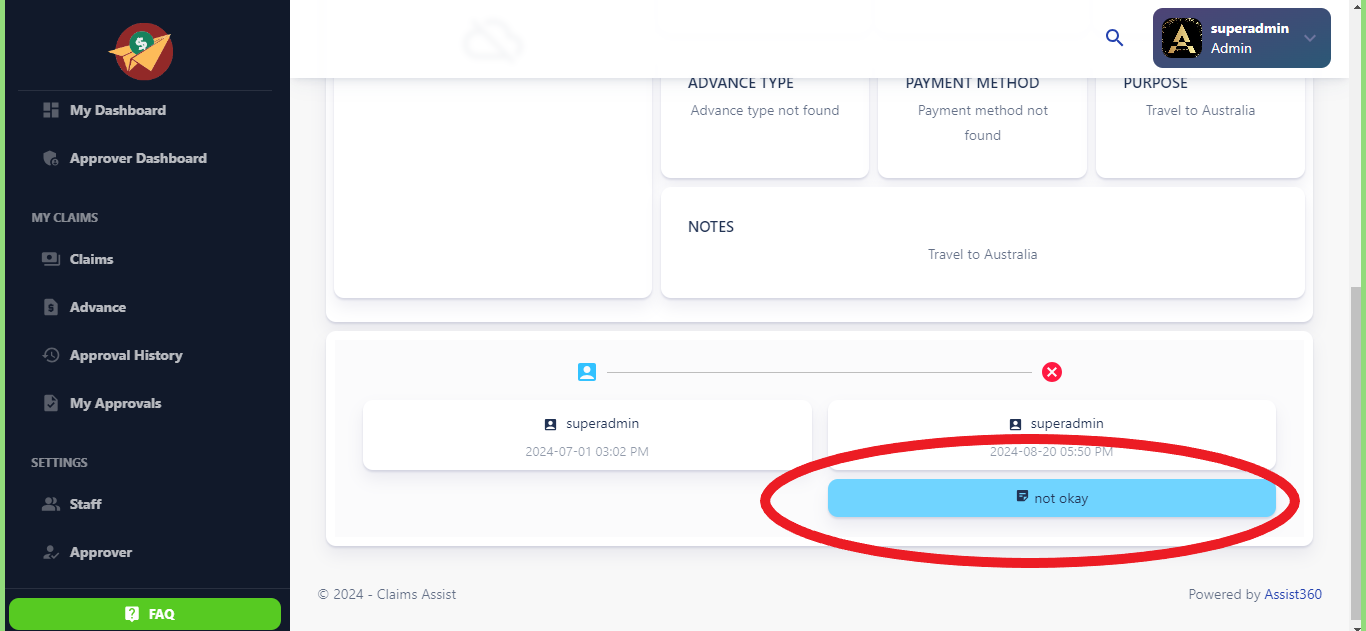 superadmin
Admin
My Dashboard
Approver Dashboard
MY CLAIMS
Claims
Advance
Approval History
My Approvals
SETTINGS
Staff
Approver
FAQ
ADVANCE TYPE
Advance type not found
PAYMENT METHOD
Payment method not
found
PURPOSE
Travel to Australia
NOTES
Travel to Australia
superadmin
2024-07-01 03:02 PM
superadmin
2024-08-20 05:50 PM
not okay
© 2024 - Claims Assist
Powered by Assist360